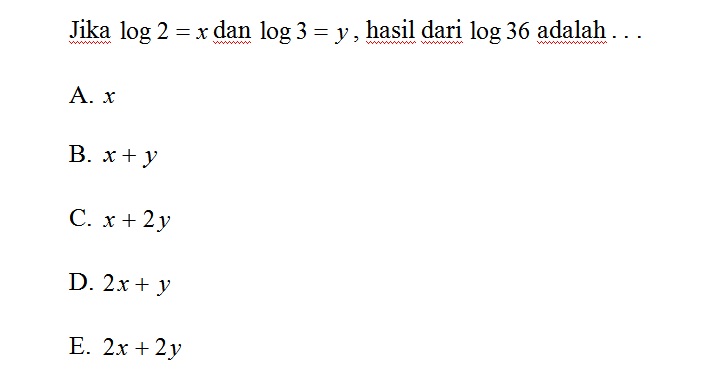 Jika log 2 = x dan log 3 = y, hasil dari log 36 adalah . . .
A. x
B. x + y
C. x + 2y
D. 2x + y
E. 2x + 2y